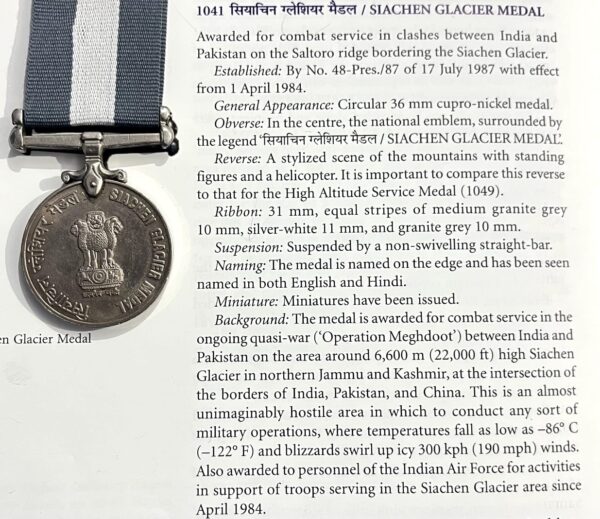 1041 सियाचिन ग्लेशियर मैडल / SIACHEN GLACIER MEDAL
Awarded for combat service in clashes between India and
Pakistan on the Saltoro ridge bordering the Siachen Glacier.
Established: By No. 48-Pres./87 of 17 July 1987 with effect
from 1 April 1984.
General Appearance: Circular 36 mm cupro-nickel medal.
Obverse: In the centre, the national emblem, surrounded by
the legend ‘सियाचिन ग्लेशियर मैडल / SIACHEN GLACIER MEDAL’.
Reverse: A stylized scene of the mountains with standing
figures and a helicopter. It is important to compare this reverse
to that for the High Altitude Service Medal (1049).
Ribbon: 31 mm, equal stripes of medium granite grey
10 mm, silver-white 11 mm, and granite grey 10 mm.
Suspension: Suspended by a non-swivelling straight-bar.
Naming: The medal is named on the edge and has been seen
named in both English and Hindi.
Miniature: Miniatures have been issued.
Background: The medal is awarded for combat service in the
ongoing quasi-war (‘Operation Meghdoot’) between India and
Pakistan on the area around 6,600 m (22,000 ft) high Siachen
Glacier in northern Jammu and Kashmir, at the intersection of
the borders of India, Pakistan, and China. This is an almost
unimaginably hostile area in which to conduct any sort of
military operations, where temperatures fall as low as –86° C
(–122° F) and blizzards swirl up icy 300 kph (190 mph) winds.
Also awarded to personnel of the Indian Air Force for activities
in support of troops serving in the Siachen Glacier area since
April 1984.
सियाचिन ग्लेशियर मैडल SIACHEN GLACIER MEDAL
en Glacier Medal